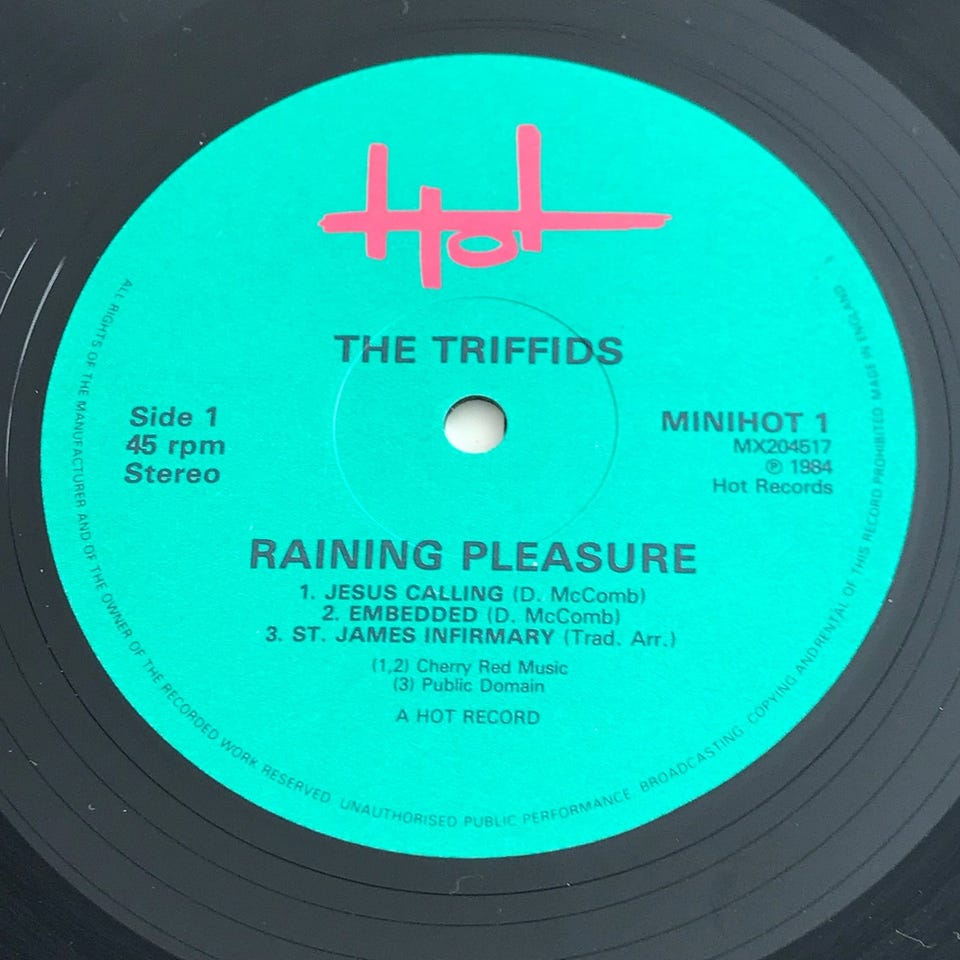 Hot
THE TRIFFIDS
Side 1
45 rpm
Stereo
MINIHOT 1
MX204517
℗ 1984
Hot Records
RAINING PLEASURE
1. JESUS CALLING (D. McComb)
2. EMBEDDED (D. McComb)
3. ST. JAMES INFIRMARY (Trad. Arr.)
(1,2) Cherry Red Music
(3) Public Domain
A HOT RECORD
ALL RIGHTS OF THE MANUFACTURER AND OF THE OWNER OF THE RECORDED WORK RESERVED. UNAUTHORISED PUBLIC PERFORMANCE, BROADCASTING, COPYING AND RENTAL OF THIS RECORD PROHIBITED MADE IN ENGLAND